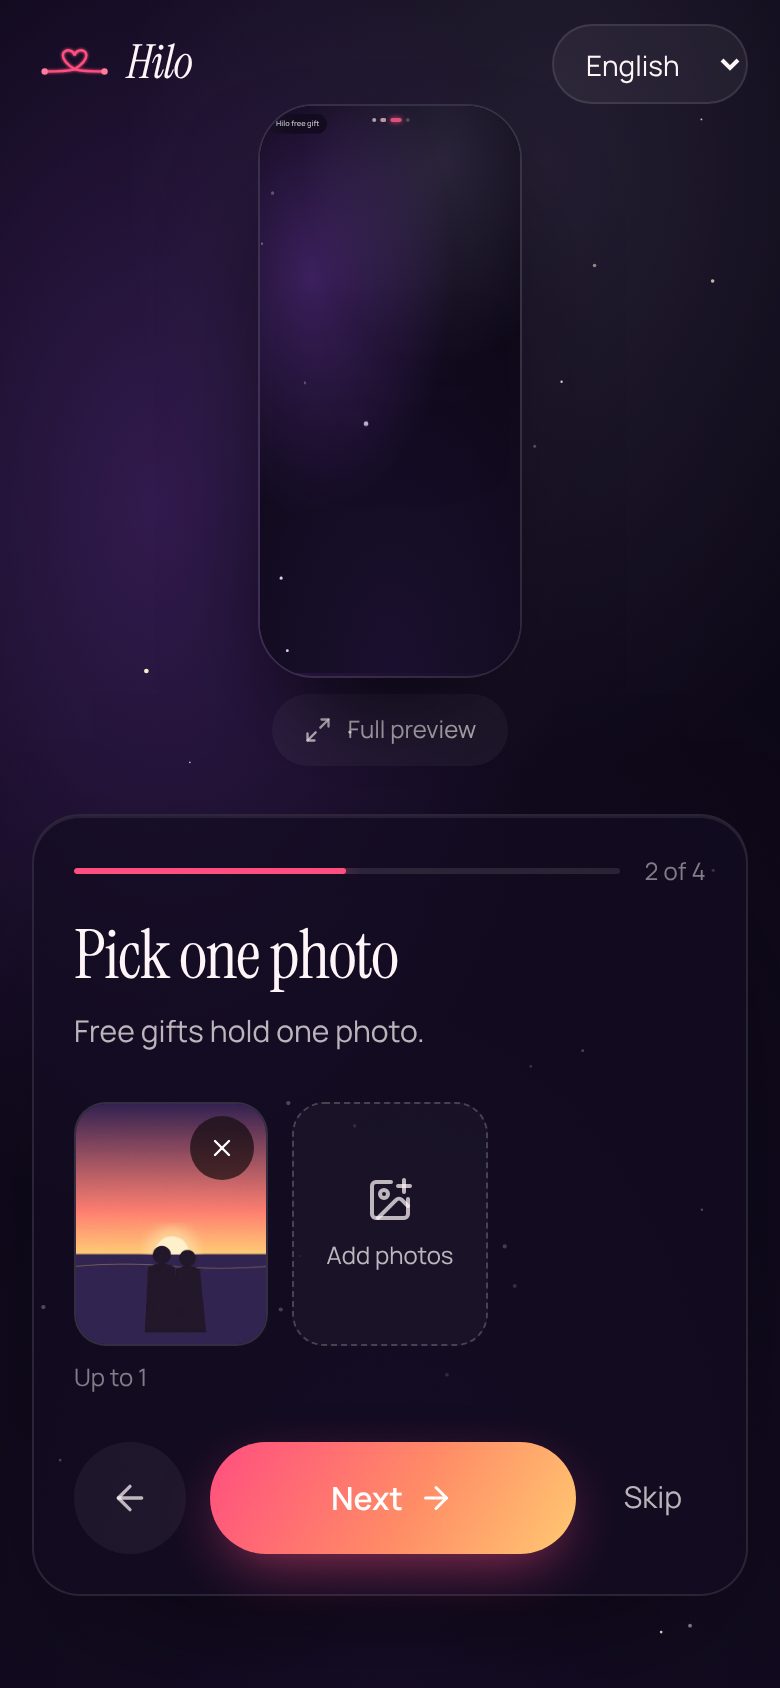 Hilo
English
Hilo free gift
Full preview
2 of 4
Pick one photo
Free gifts hold one photo.
Add photos
Up to 1
Next
Skip